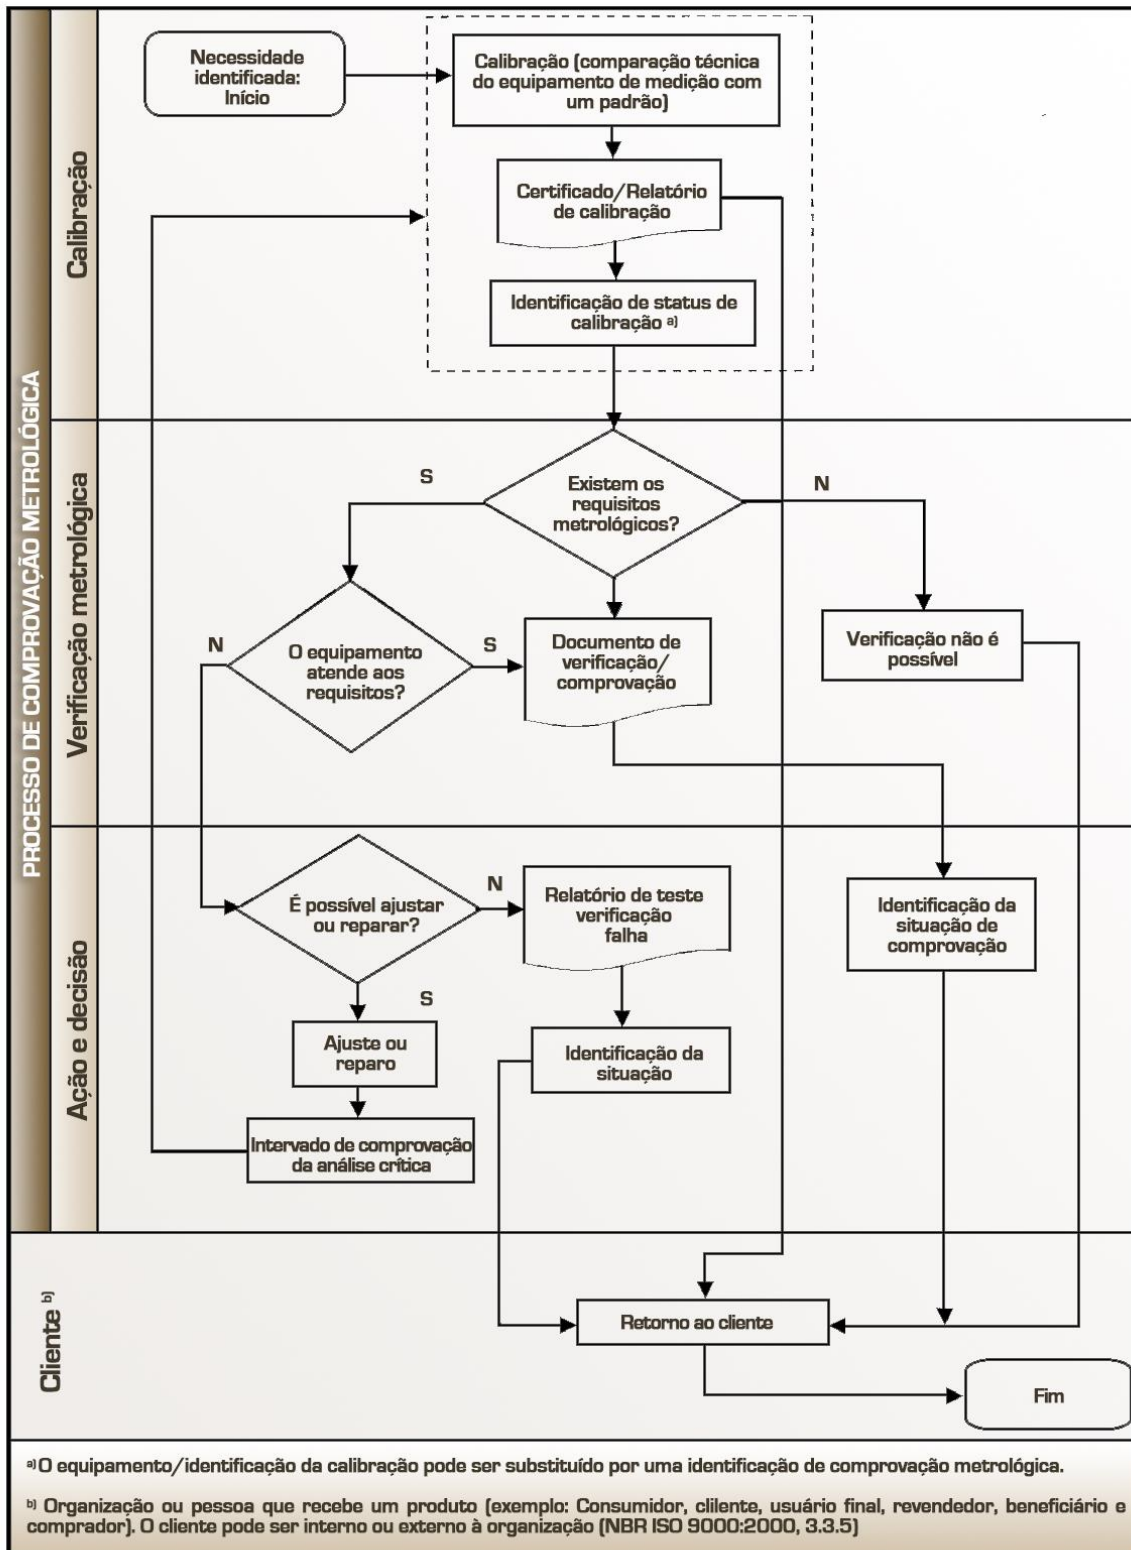 PROCESSO DE COMPROVAÇÃO METROLÓGICA
Calibração
Necessidade
identificada:
Início
Calibração (comparação técnica
do equipamento de medição com
um padrão)
Certificado/Relatório
de calibração
Identificação de status de
calibração a)
Verificação metrológica
Existem os
requisitos
metrológicos?
S
N
O equipamento
atende aos
requisitos?
N
S
Documento de
verificação/
comprovação
Verificação não é
possível
Ação e decisão
É possível ajustar
ou reparar?
N
S
Relatório de teste
verificação
falha
Identificação da
situação de
comprovação
Ajuste ou
reparo
Identificação da
situação
Intervado de comprovação
da análise crítica
Cliente b)
Retorno ao cliente
Fim
a) O equipamento/identificação da calibração pode ser substituído por uma identificação de comprovação metrológica.
b) Organização ou pessoa que recebe um produto (exemplo: Consumidor, clilente, usuário final, revendedor, beneficiário e
comprador). O cliente pode ser interno ou externo à organização (NBR ISO 9000:2000, 3.3.5)